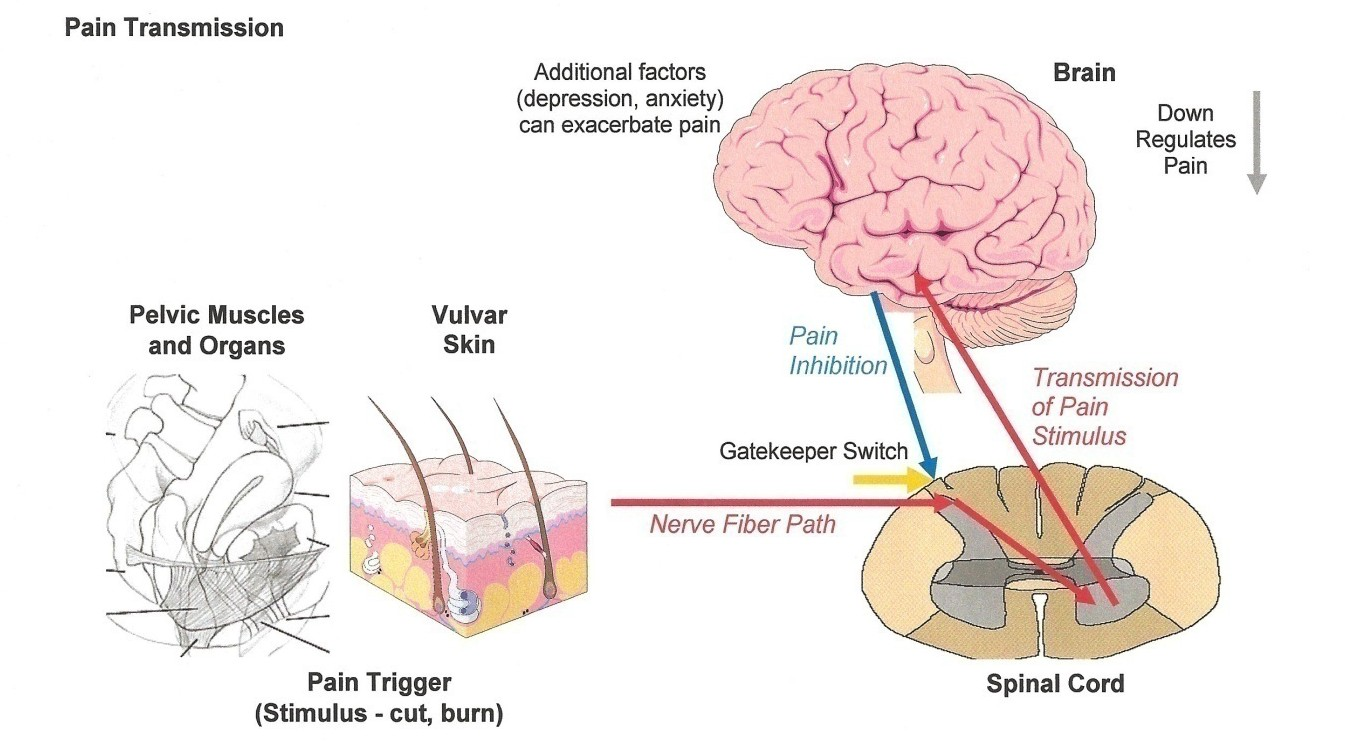 Pain Transmission
Additional factors
(depression, anxiety)
can exacerbate pain
Brain
Down
Regulates
Pain
Pelvic Muscles
and Organs
Vulvar
Skin
Pain
Inhibition
Transmission
of Pain
Stimulus
Gatekeeper Switch
Nerve Fiber Path
Pain Trigger
(Stimulus - cut, burn)
Spinal Cord